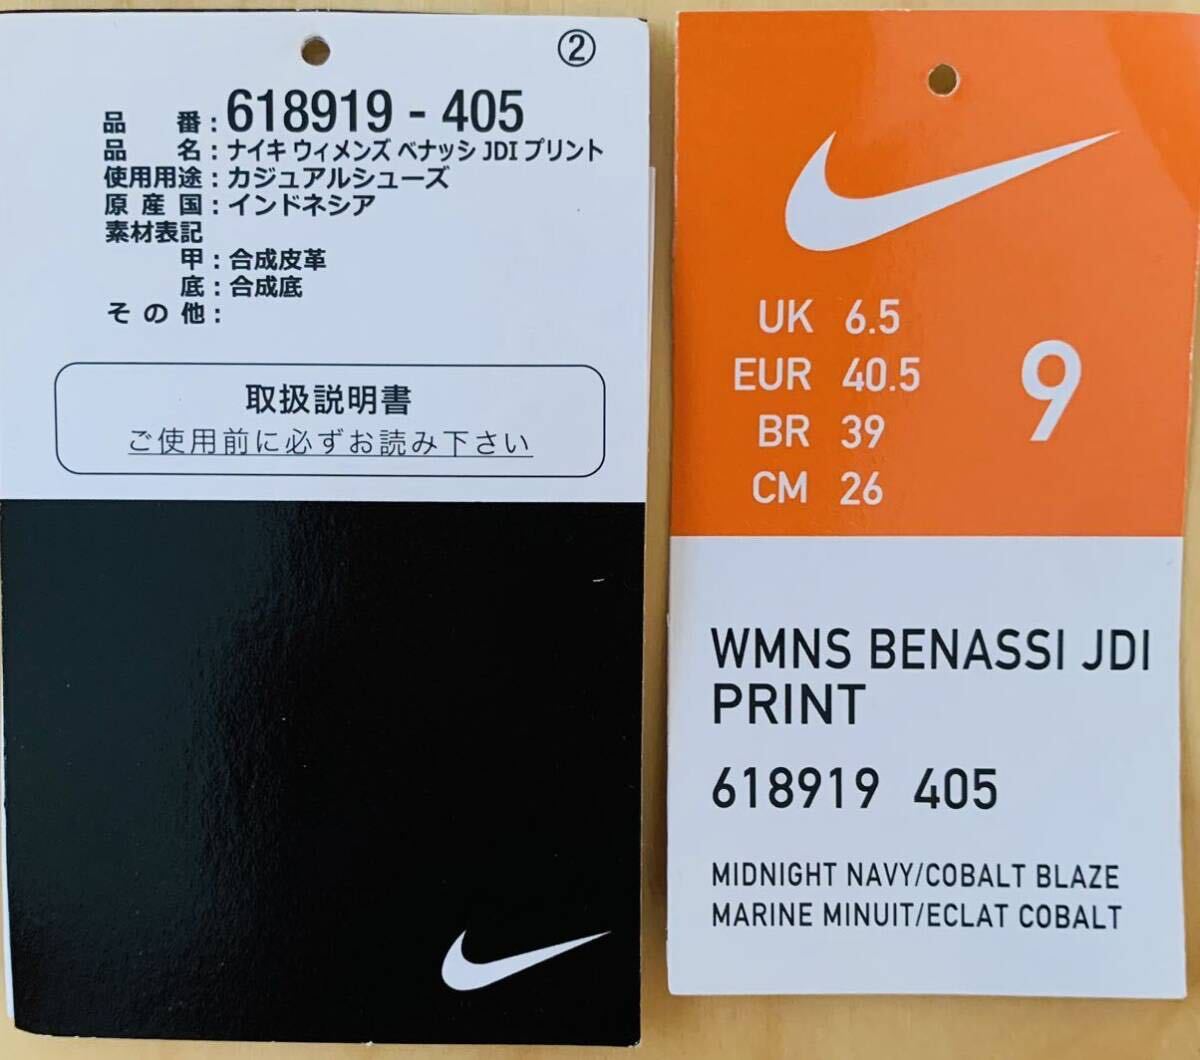 ②
品番:618919-405
品名:ナイキ ウィメンズ ベナッシ JDI プリント
使用用途:カジュアルシューズ
原産国:インドネシア
素材表記
甲:合成皮革
底:合成底
その他:
取扱説明書
ご使用前に必ずお読み下さい
UK 6.5
EUR 40.5
BR 39
CM 26
9
WMNS BENASSI JDI
PRINT
618919 405
MIDNIGHT NAVY/COBALT BLAZE
MARINE MINUIT/ECLAT COBALT